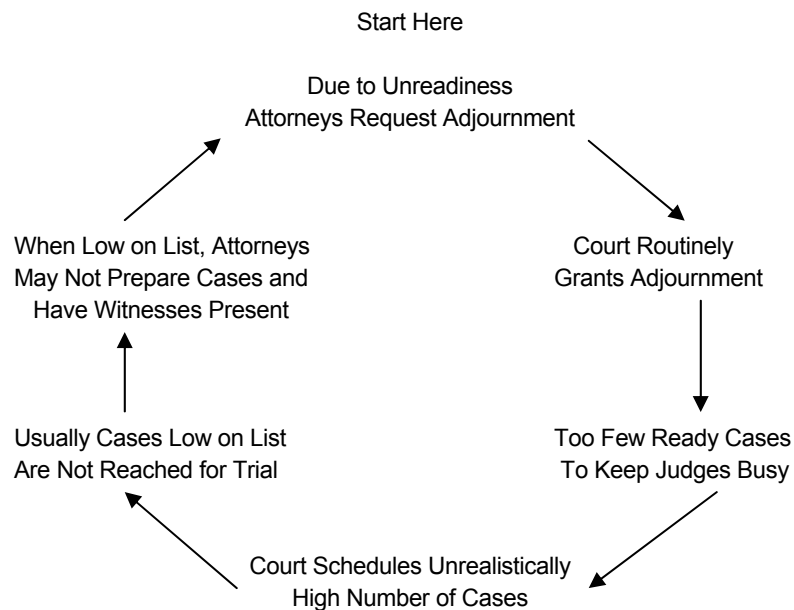 Start Here
Due to Unreadiness
Attorneys Request Adjournment
Court Routinely
Grants Adjournment
Too Few Ready Cases
To Keep Judges Busy
Court Schedules Unrealistically
High Number of Cases
Usually Cases Low on List
Are Not Reached for Trial
When Low on List, Attorneys
May Not Prepare Cases and
Have Witnesses Present